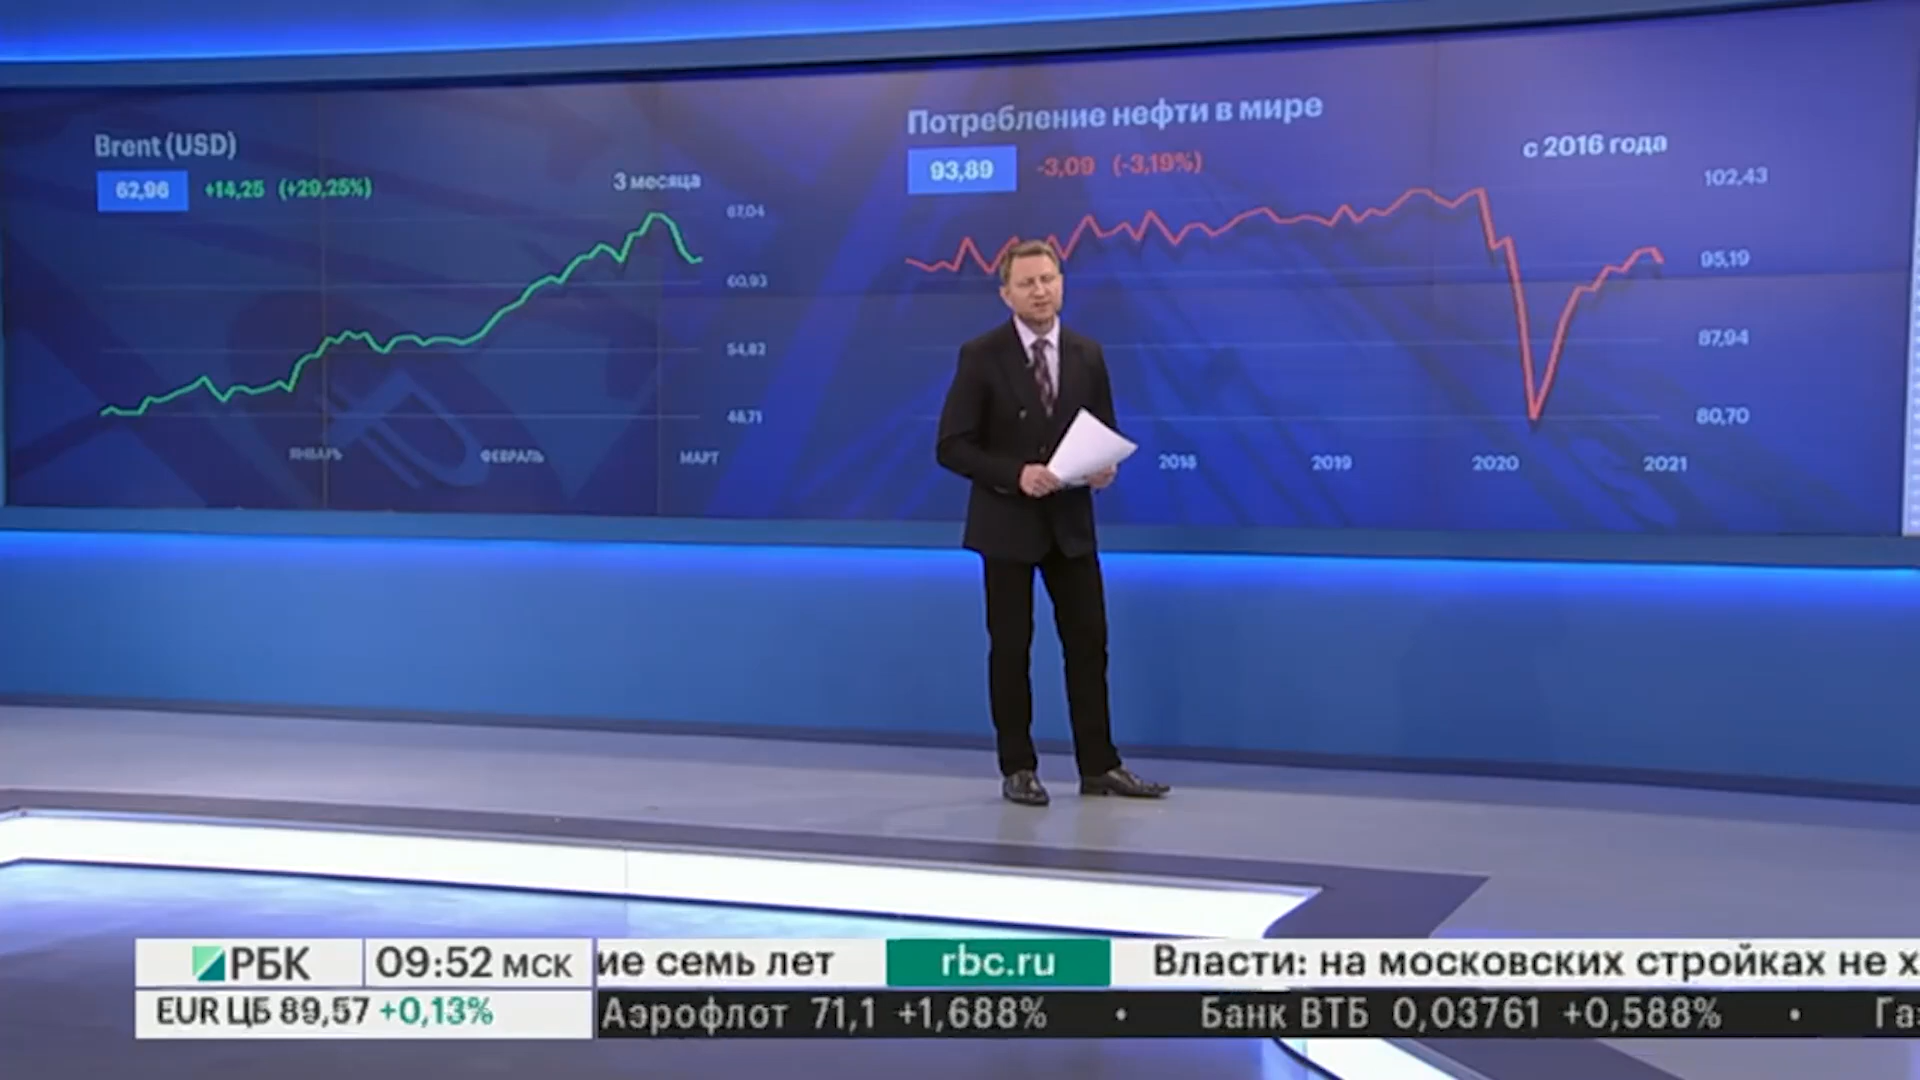 Brent (USD)
62,96 +14,25 (+29,25%)
3 месяца
67,04
60,93
54,82
48,71
ЯНВАРЬ ФЕВРАЛЬ МАРТ
Потребление нефти в мире
93,89 -3,09 (-3,19%)
с 2016 года
102,43
95,19
87,94
80,70
2018 2019 2020 2021
РБК 09:52 МСК ие семь лет rbc.ru Власти: на московских стройках не х
EUR ЦБ 89,57 +0,13% Аэрофлот 71,1 +1,688% • Банк ВТБ 0,03761 +0,588% • Га